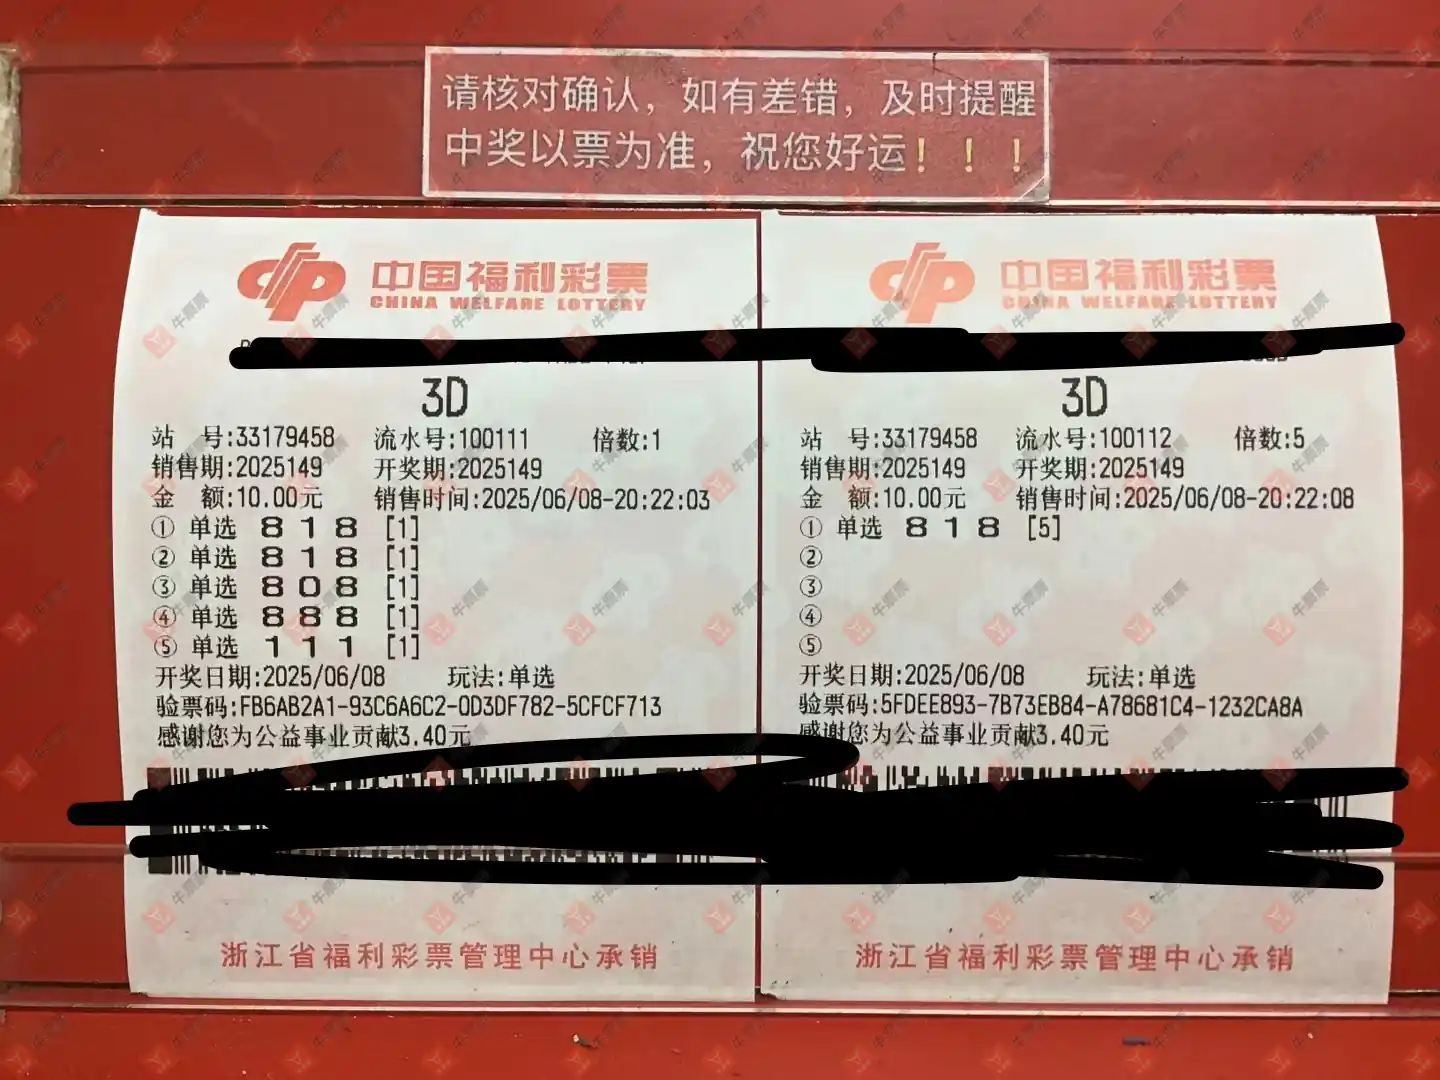 请核对确认，如有差错，及时提醒
中奖以票为准，祝您好运！！！
中国福利彩票
CHINA WELFARE LOTTERY
3D
站 号:33179458 流水号:100111 倍数:1
销售期:2025149 开奖期:2025149
金 额:10.00元 销售时间:2025/06/08-20:22:03
① 单选 8 1 8 [1]
② 单选 8 1 8 [1]
③ 单选 8 0 8 [1]
④ 单选 8 8 8 [1]
⑤ 单选 1 1 1 [1]
开奖日期:2025/06/08 玩法:单选
验票码:FB6AB2A1-93C6A6C2-0D3DF782-5CFCF713
感谢您为公益事业贡献3.40元
浙江省福利彩票管理中心承销
中国福利彩票
CHINA WELFARE LOTTERY
3D
站 号:33179458 流水号:100112 倍数:5
销售期:2025149 开奖期:2025149
金 额:10.00元 销售时间:2025/06/08-20:22:08
① 单选 8 1 8 [5]
②
③
④
⑤
开奖日期:2025/06/08 玩法:单选
验票码:5FDEE893-7B73EB84-A78681C4-1232CA8A
感谢您为公益事业贡献3.40元
浙江省福利彩票管理中心承销